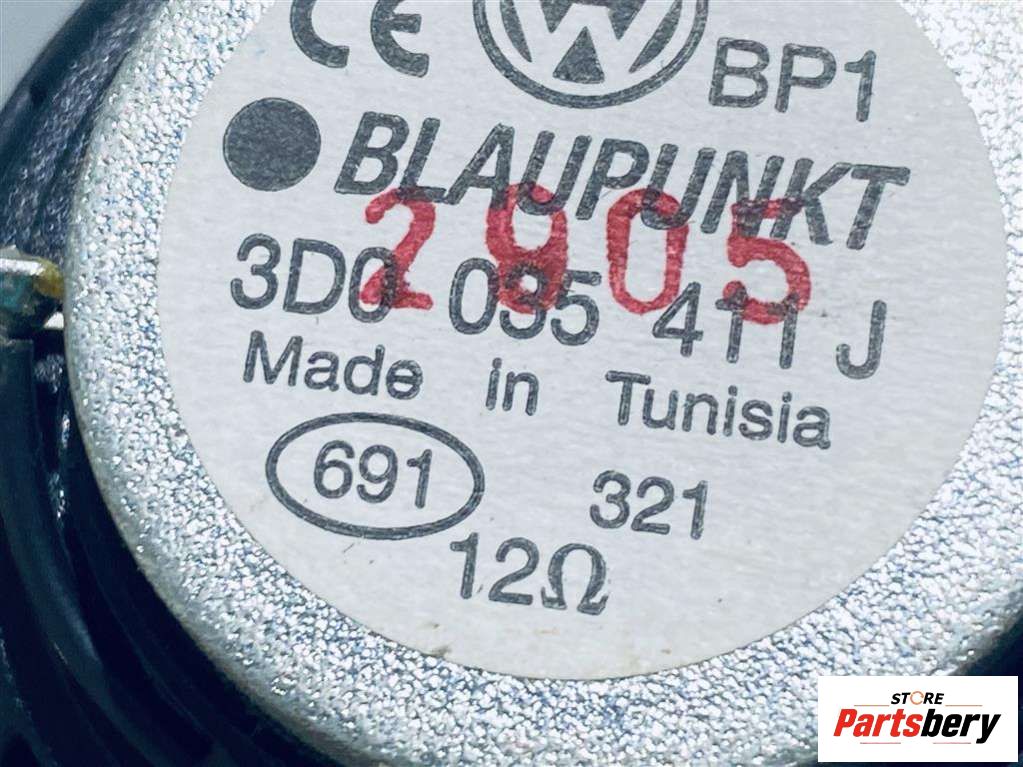 CE
BP1
BLAUPUNKT
2905
3D0 035 411 J
Made in Tunisia
691 321
12Ω
STORE
Partsbery